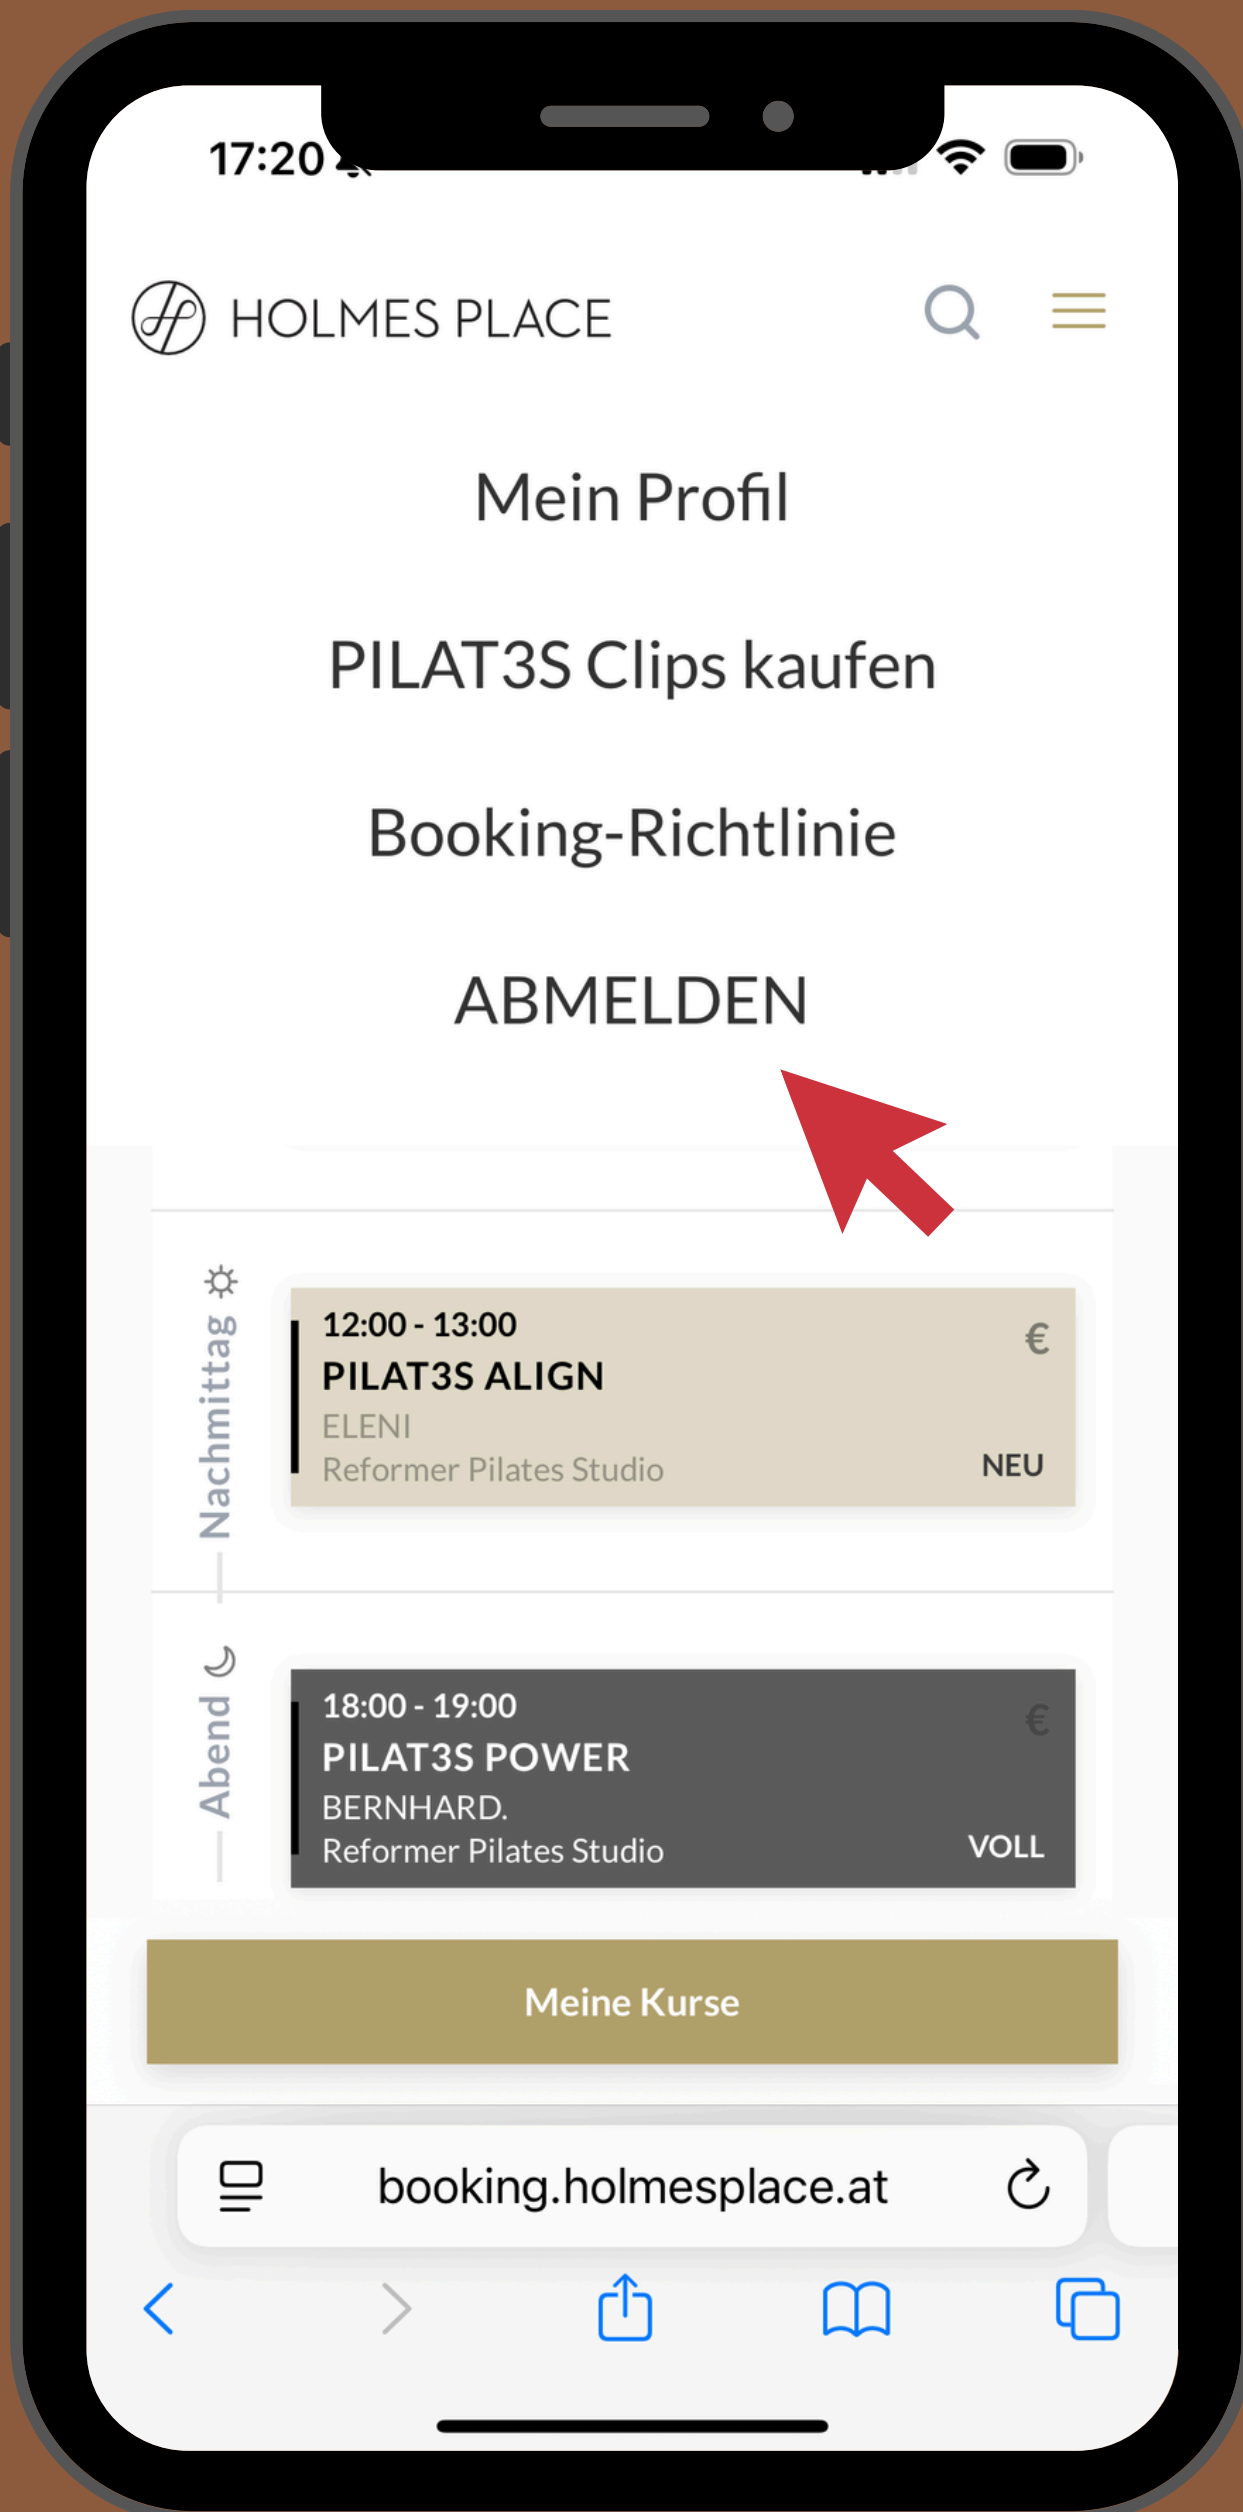 17:20
HOLMES PLACE
Mein Profil
PILAT3S Clips kaufen
Booking-Richtlinie
ABMELDEN
Nachmittag
12:00 - 13:00
€
PILAT3S ALIGN
ELENI
Reformer Pilates Studio
NEU
Abend
18:00 - 19:00
€
PILAT3S POWER
BERNHARD.
Reformer Pilates Studio
VOLL
Meine Kurse
booking.holmesplace.at